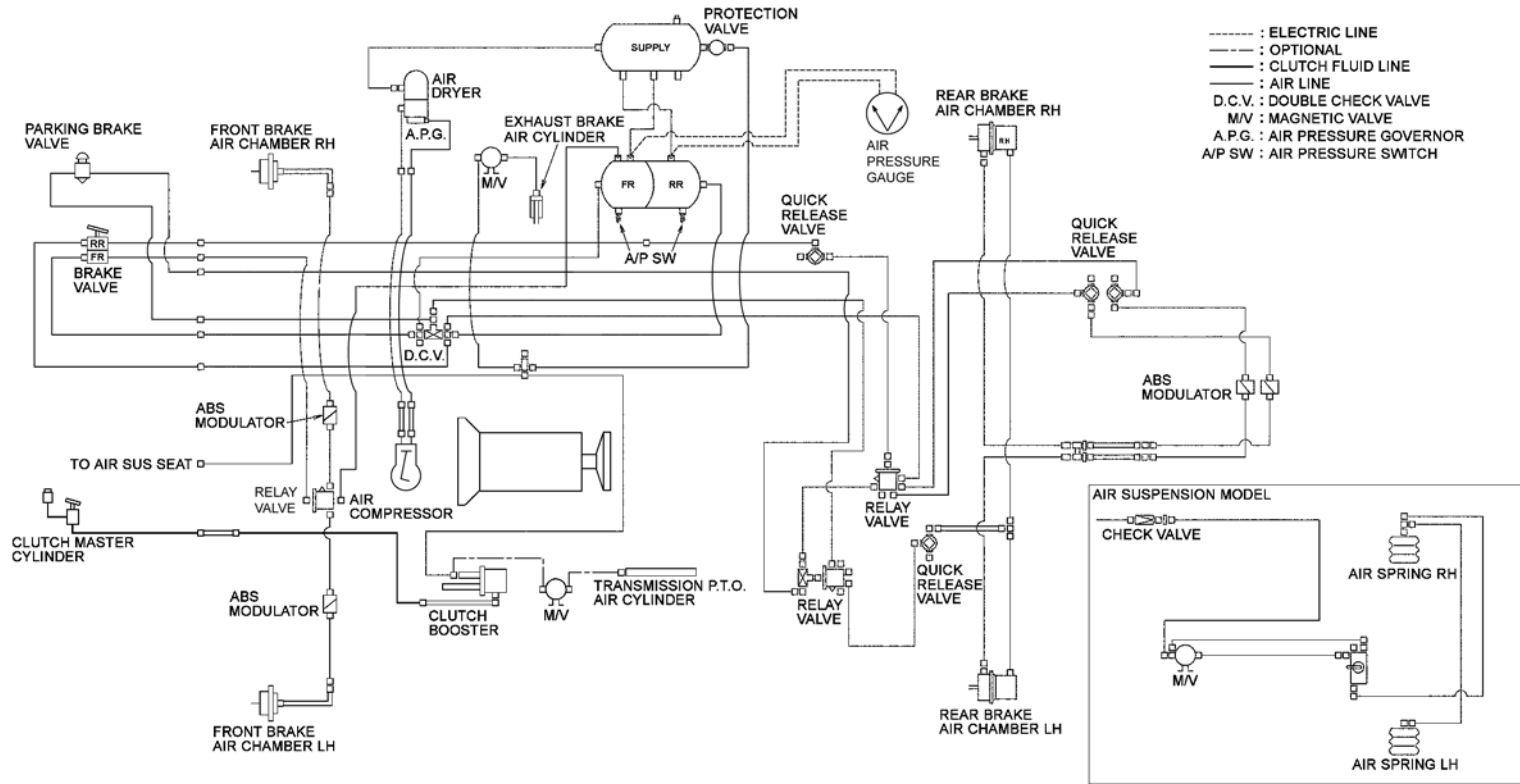 PROTECTION
VALVE
SUPPLY
AIR
DRYER
A.P.G.
PARKING BRAKE
VALVE
FRONT BRAKE
AIR CHAMBER RH
EXHAUST BRAKE
AIR CYLINDER
M/V
FR
RR
A/P SW
AIR
PRESSURE
GAUGE
REAR BRAKE
AIR CHAMBER RH
RH
---------- : ELECTRIC LINE
: OPTIONAL
: CLUTCH FLUID LINE
: AIR LINE
D.C.V. : DOUBLE CHECK VALVE
M/V : MAGNETIC VALVE
A.P.G. : AIR PRESSURE GOVERNOR
A/P SW : AIR PRESSURE SWITCH
QUICK
RELEASE
VALVE
QUICK
RELEASE
VALVE
RR
FR
BRAKE
VALVE
D.C.V.
ABS
MODULATOR
ABS
MODULATOR
TO AIR SUS SEAT
RELAY
VALVE
AIR
COMPRESSOR
CLUTCH MASTER
CYLINDER
RELAY
VALVE
AIR SUSPENSION MODEL
CHECK VALVE
AIR SPRING RH
ABS
MODULATOR
CLUTCH
BOOSTER
M/V
TRANSMISSION P.T.O.
AIR CYLINDER
RELAY
VALVE
QUICK
RELEASE
VALVE
M/V
FRONT BRAKE
AIR CHAMBER LH
REAR BRAKE
AIR CHAMBER LH
LH
AIR SPRING LH